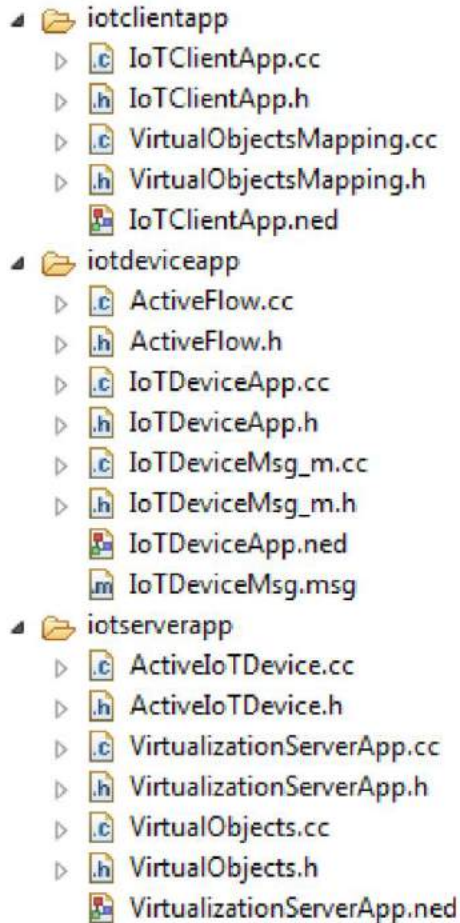 iotclientapp
.c IoTClientApp.cc
.h IoTClientApp.h
.c VirtualObjectsMapping.cc
.h VirtualObjectsMapping.h
IoTClientApp.ned
iotdeviceapp
.c ActiveFlow.cc
.h ActiveFlow.h
.c IoTDeviceApp.cc
.h IoTDeviceApp.h
.c IoTDeviceMsg_m.cc
.h IoTDeviceMsg_m.h
IoTDeviceApp.ned
.m IoTDeviceMsg.msg
iotserverapp
.c ActiveIoTDevice.cc
.h ActiveIoTDevice.h
.c VirtualizationServerApp.cc
.h VirtualizationServerApp.h
.c VirtualObjects.cc
.h VirtualObjects.h
VirtualizationServerApp.ned